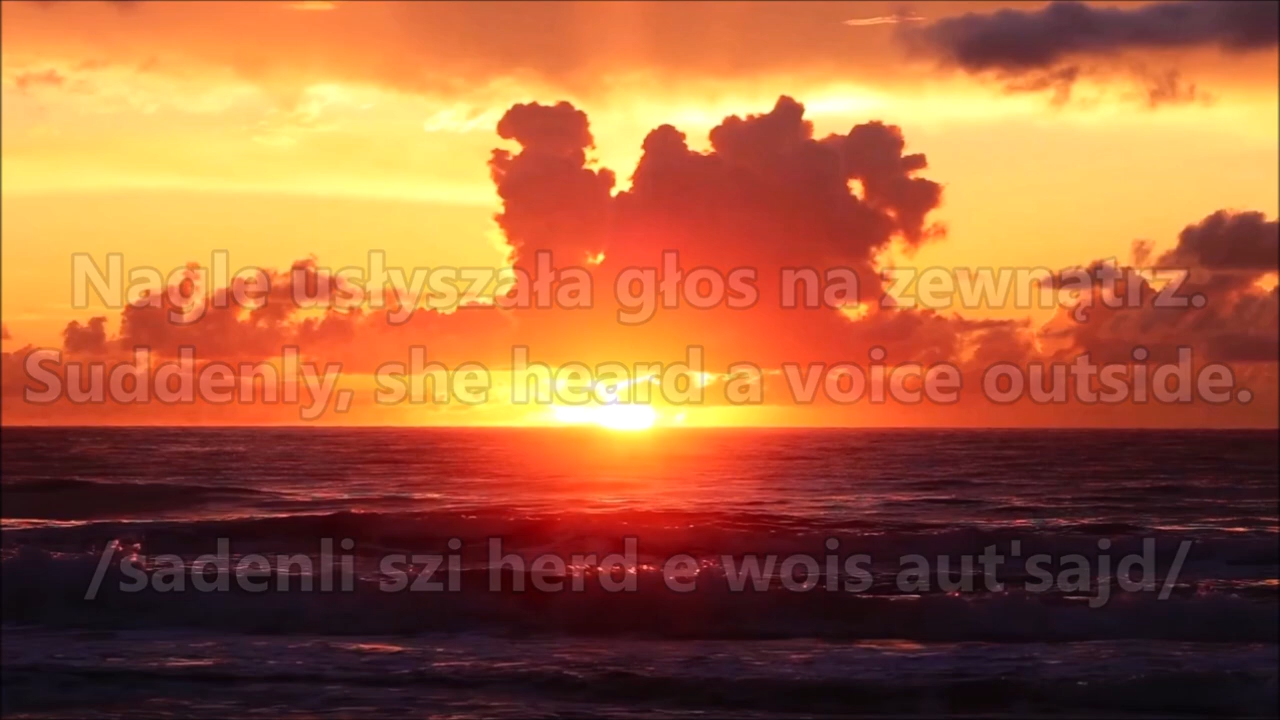 Nagle usłyszała głos na zewnątrz.
Suddenly, she heard a voice outside.
/sadenli szi herd e wois aut'sajd/